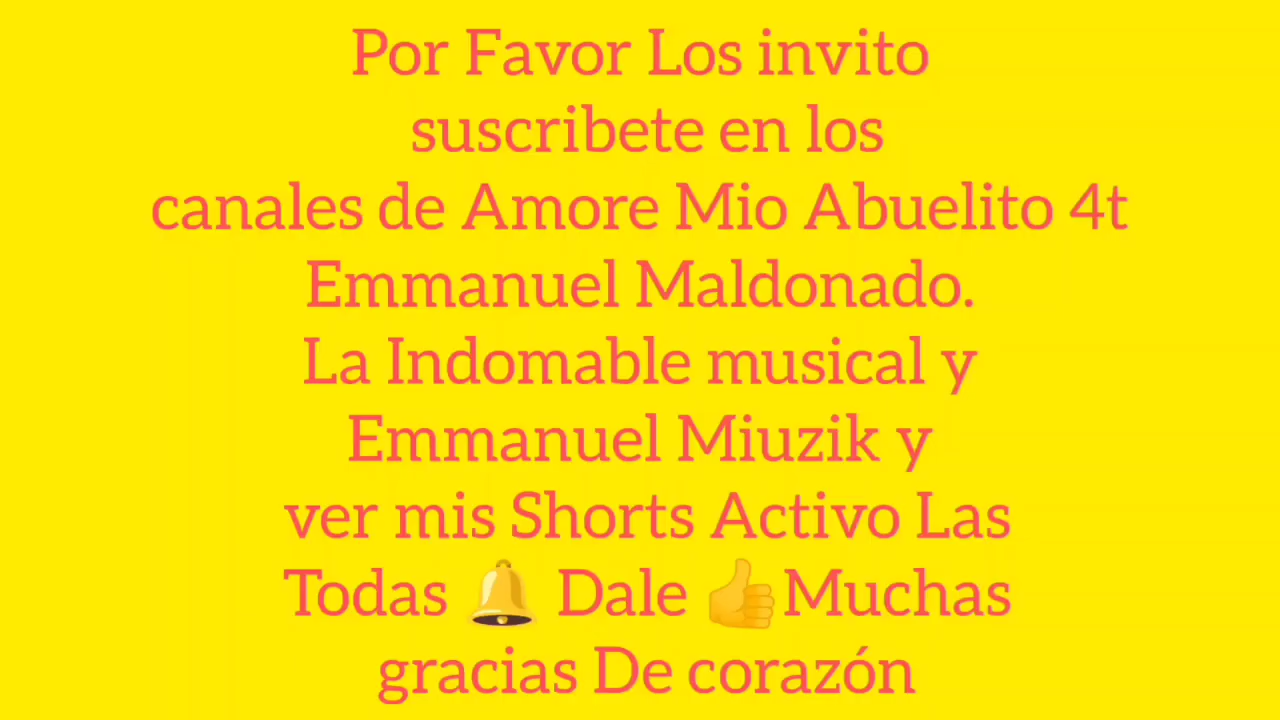 Por Favor Los invito
suscribete en los
canales de Amore Mio Abuelito 4t
Emmanuel Maldonado.
La Indomable musical y
Emmanuel Miuzik y
ver mis Shorts Activo Las
Todas 🔔 Dale 👍Muchas
gracias De corazón